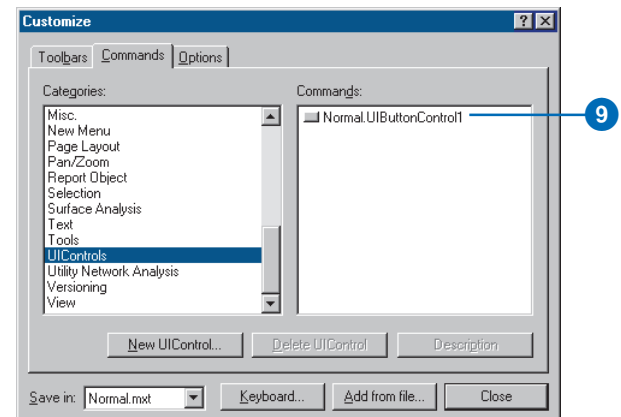 Customize
Toolbars Commands Options
Categories: Commands:
Misc.
New Menu
Page Layout
Pan/Zoom
Report Object
Selection
Surface Analysis
Text
Tools
UIControls
Utility Network Analysis
Versioning
View
Normal.UIButtonControl1
9
New UIControl... Delete UIControl Description
Save in: Normal.mxt Keyboard... Add from file... Close